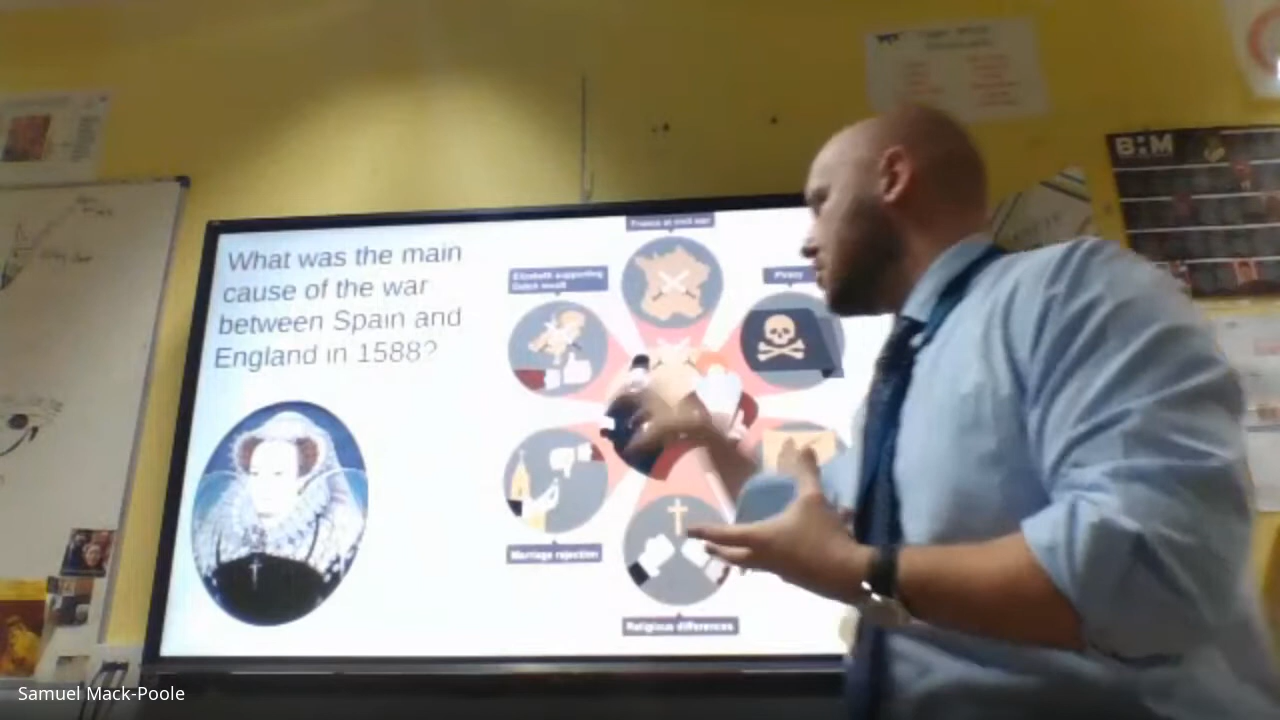 What was the main
cause of the war
between Spain and
England in 1588?
France at civil war
Elizabeth supporting
Dutch revolt
Piracy
Marriage rejection
Religious differences
BHM
Samuel Mack-Poole